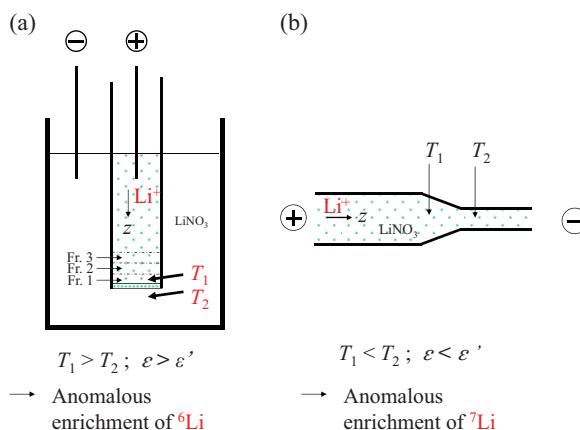 (a)
− +
Li⁺
z
LiNO₃
Fr. 3
Fr. 2
Fr. 1
T₁
T₂
T₁ > T₂ ; ε > ε’
→ Anomalous
enrichment of ⁶Li
(b)
T₁ T₂
+ Li⁺ z −
LiNO₃
T₁ < T₂ ; ε < ε ’
→ Anomalous
enrichment of ⁷Li